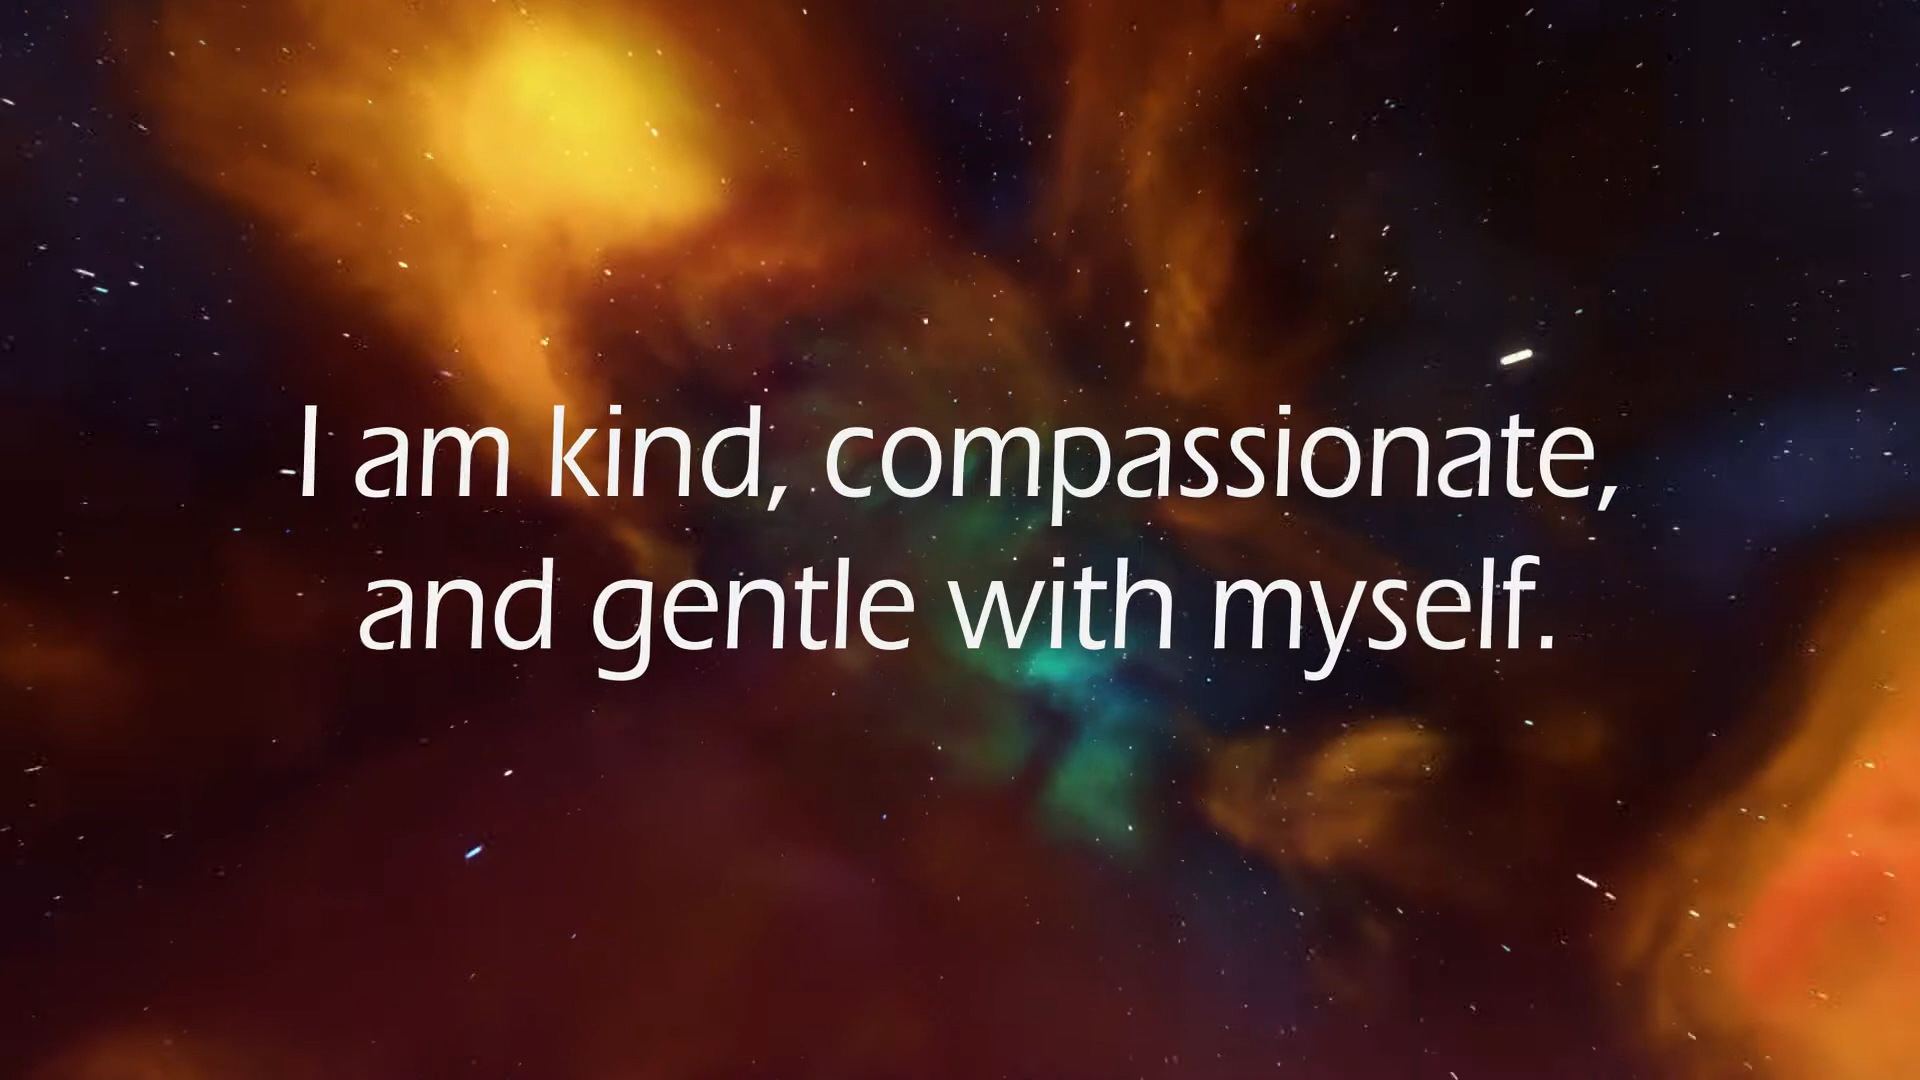 I am kind, compassionate,
and gentle with myself.